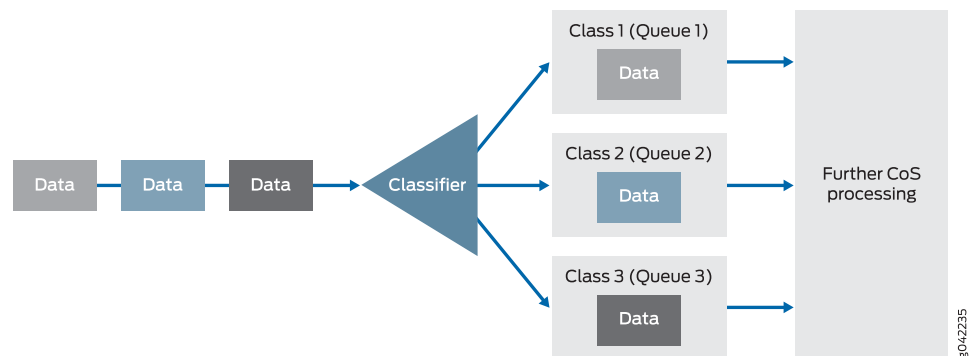 Data
Data
Data
Classifier
Class 1 (Queue 1)
Data
Class 2 (Queue 2)
Data
Class 3 (Queue 3)
Data
Further CoS
processing
g042235